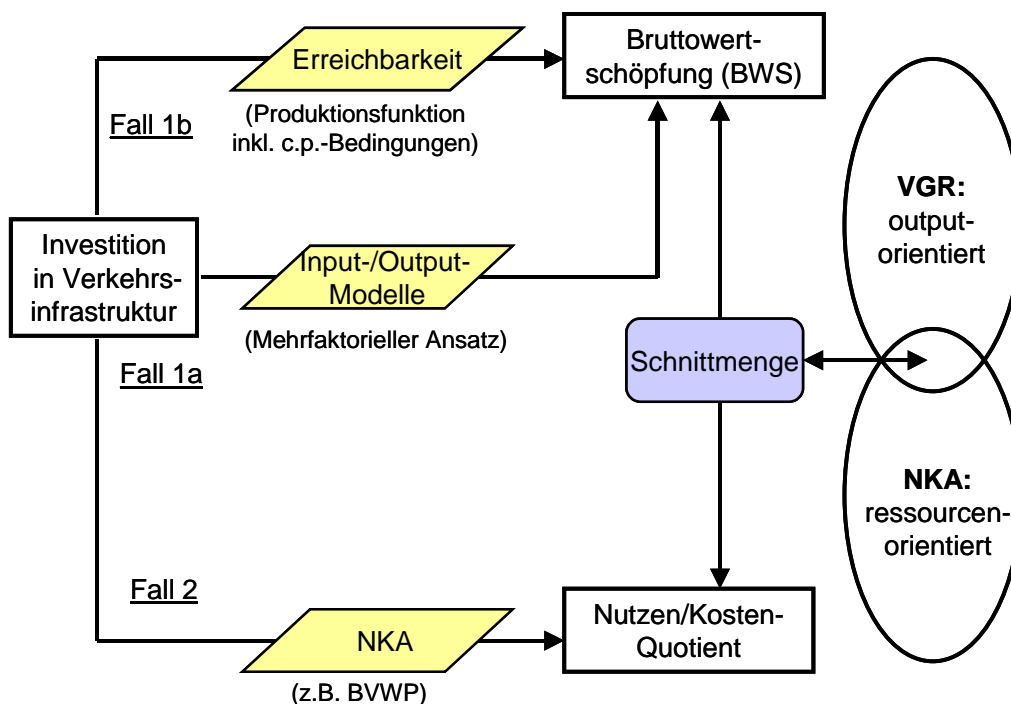 Erreichbarkeit
(Produktionsfunktion
inkl. c.p.-Bedingungen)
Bruttowert-
schöpfung (BWS)
Fall 1b
Investition
in Verkehrs-
infrastruktur
Input-/Output-
Modelle
(Mehrfaktorieller Ansatz)
Fall 1a
Schnittmenge
VGR:
output-
orientiert
NKA:
ressourcen-
orientiert
Fall 2
NKA
(z.B. BVWP)
Nutzen/Kosten-
Quotient